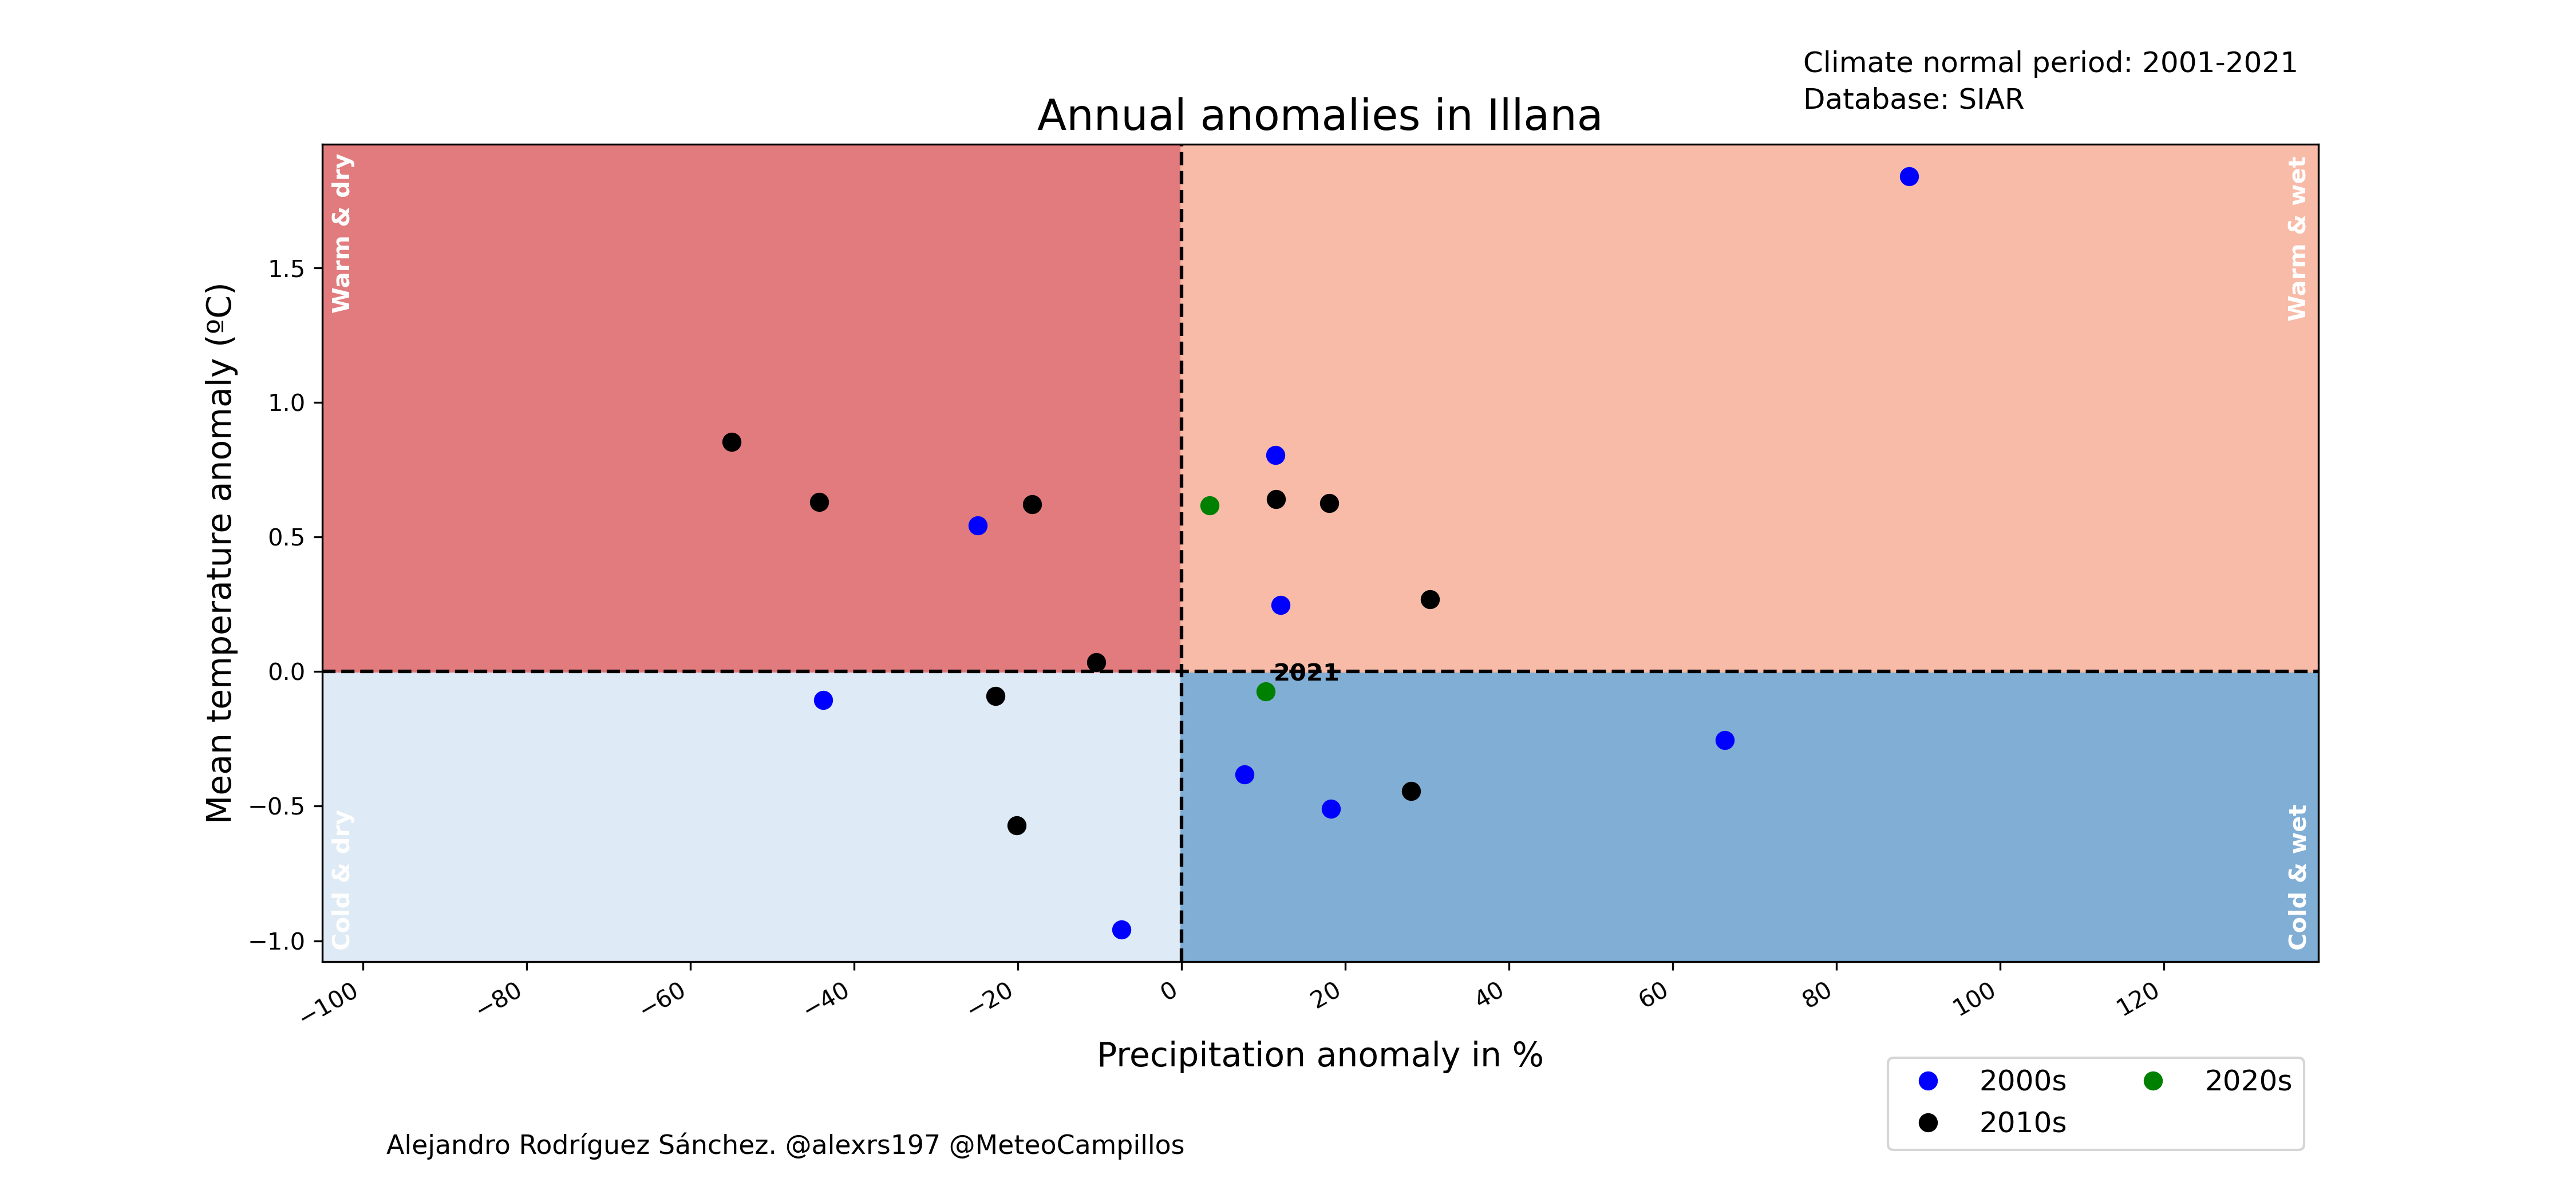 Climate normal period: 2001-2021
Database: SIAR
Annual anomalies in Illana
Warm & dry
Warm & wet
Mean temperature anomaly (ºC)
1.5
1.0
0.5
0.0
−0.5
−1.0
2021
Cold & dry
Cold & wet
−100
−80
−60
−40
−20
0
20
40
60
80
100
120
Precipitation anomaly in %
2000s
2010s
2020s
Alejandro Rodríguez Sánchez. @alexrs197 @MeteoCampillos